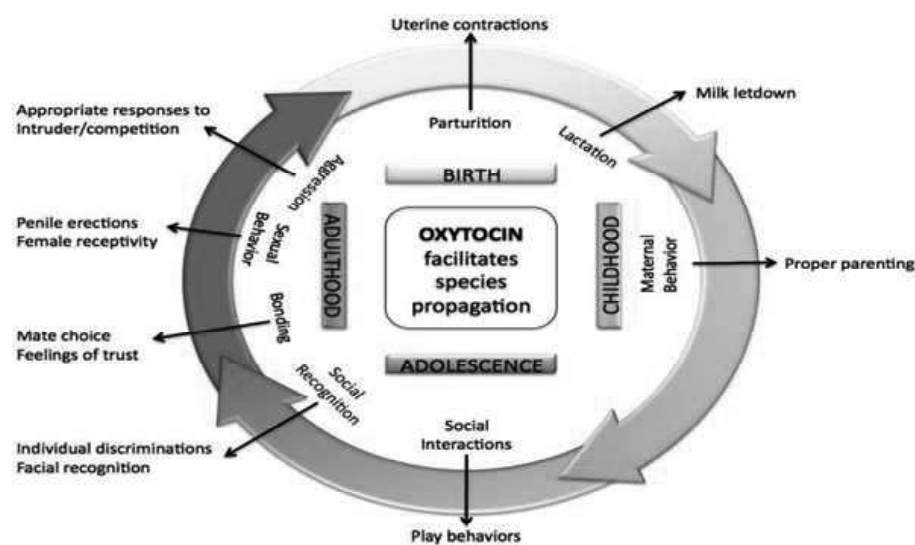 Uterine contractions
Milk letdown
Appropriate responses to
Intruder/competition
Parturition
Lactation
Aggression
BIRTH
Penile erections
Female receptivity
Sexual
Behavior
ADULTHOOD
OXYTOCIN
facilitates
species
propagation
CHILDHOOD
Maternal
Behavior
Proper parenting
Mate choice
Feelings of trust
Bonding
ADOLESCENCE
Social
Recognition
Individual discriminations
Facial recognition
Social
Interactions
Play behaviors